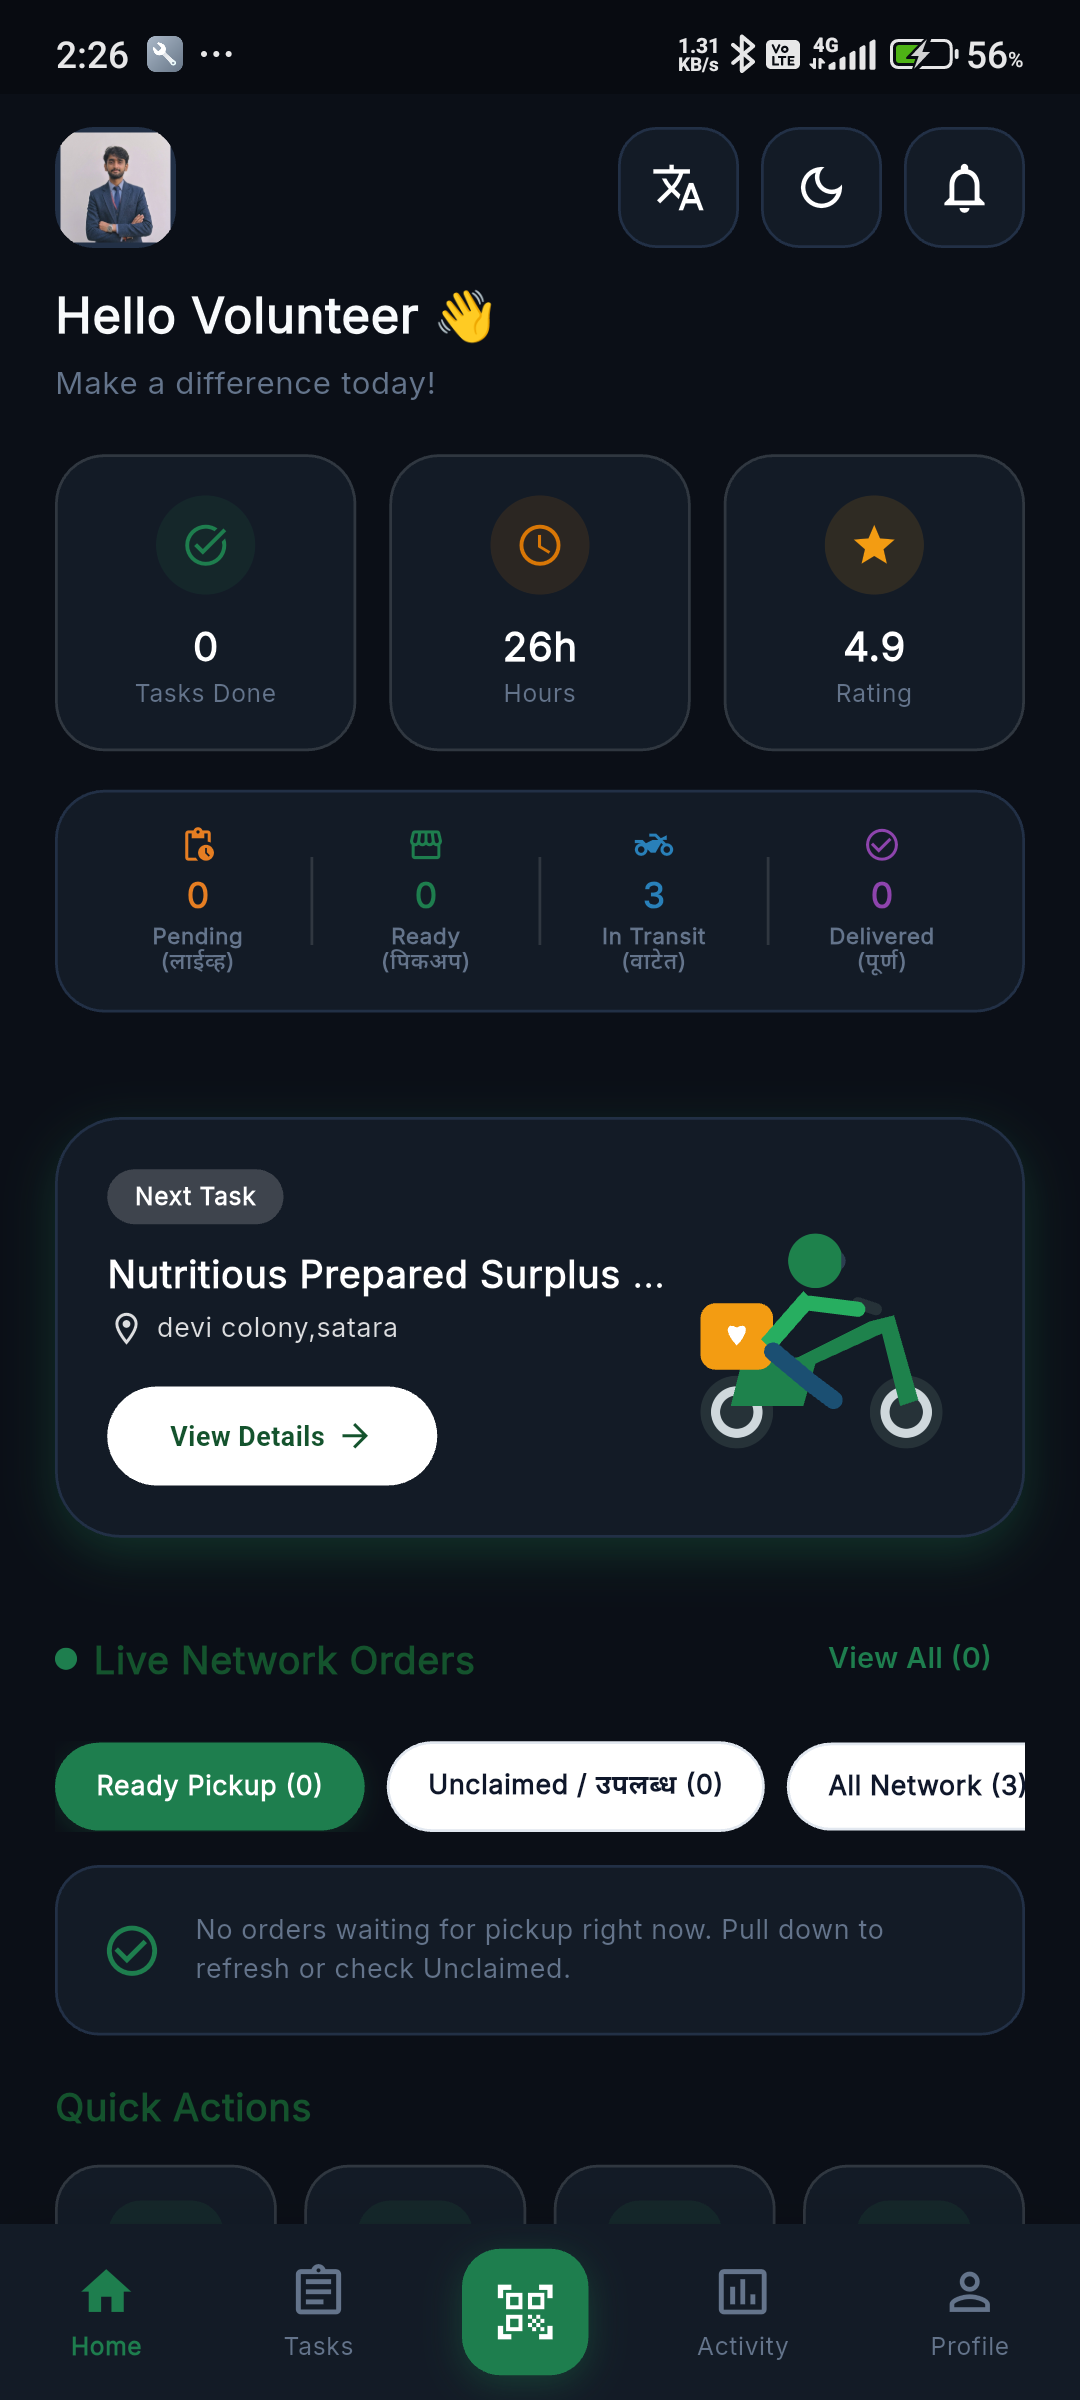 2:26
1.31 KB/s
Vo LTE
4G
56%
Hello Volunteer 👋
Make a difference today!
0
Tasks Done
26h
Hours
4.9
Rating
0
Pending
(लाईव्ह)
0
Ready
(पिकअप)
3
In Transit
(वाटेत)
0
Delivered
(पूर्ण)
Next Task
Nutritious Prepared Surplus ...
devi colony,satara
View Details →
Live Network Orders
View All (0)
Ready Pickup (0)
Unclaimed / उपलब्ध (0)
All Network (3)
No orders waiting for pickup right now. Pull down to
refresh or check Unclaimed.
Quick Actions
Home
Tasks
Activity
Profile